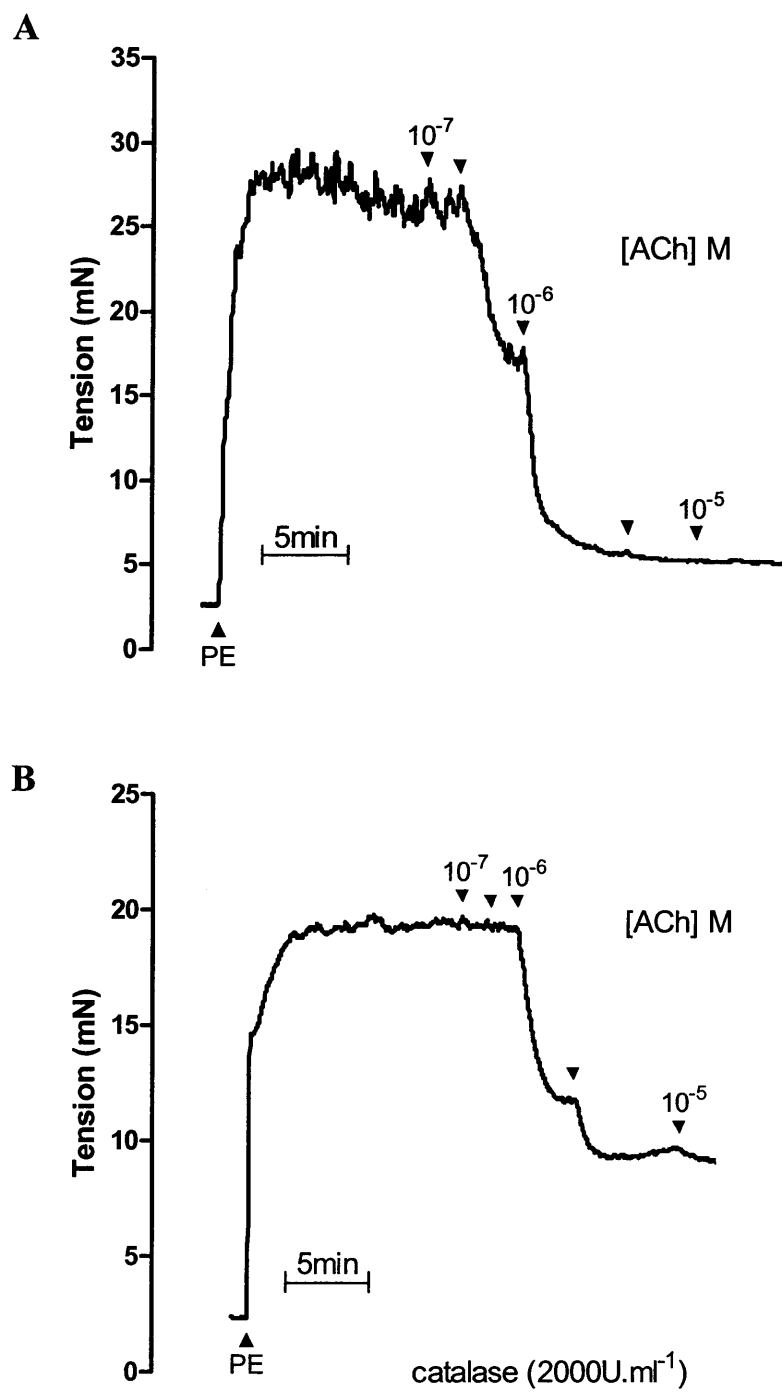 A
35
30
25
20
15
10
5
0
Tension (mN)
10⁻⁷
[ACh] M
10⁻⁶
10⁻⁵
5min
PE
B
25
20
15
10
5
0
Tension (mN)
10⁻⁷ 10⁻⁶
[ACh] M
10⁻⁵
5min
PE
catalase (2000U.ml⁻¹)